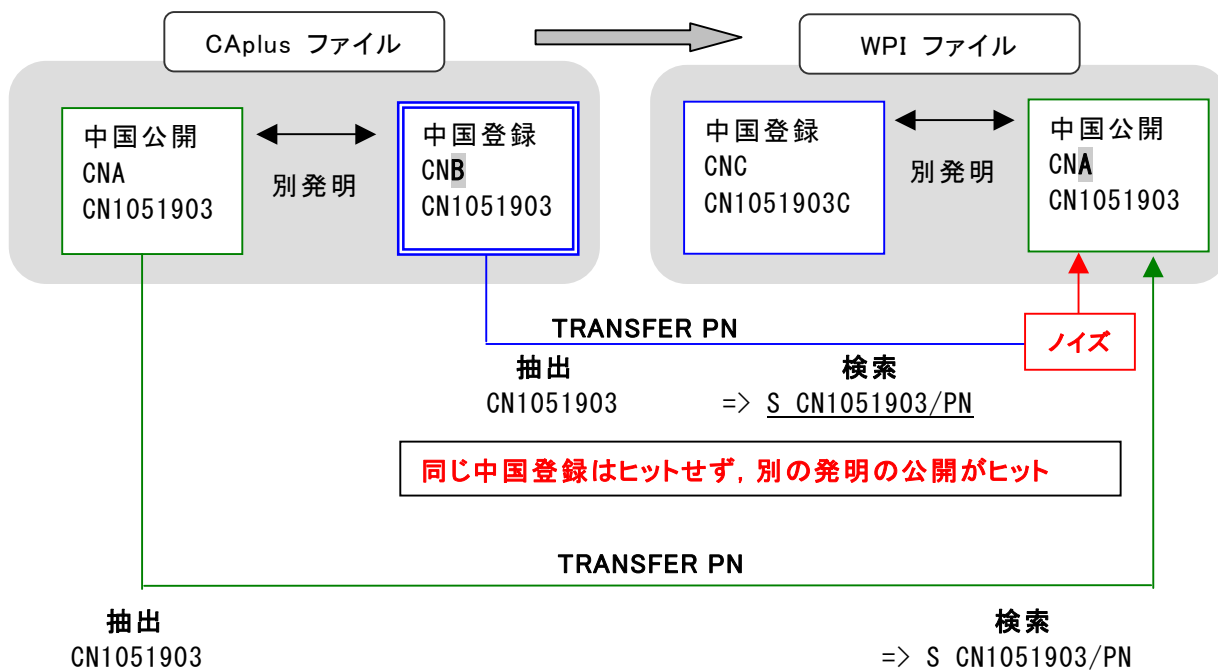 CAplus ファイル
WPI ファイル
中国公開
CNA
CN1051903
別発明
中国登録
CNB
CN1051903
中国登録
CNC
CN1051903C
別発明
中国公開
CNA
CN1051903
TRANSFER PN
ノイズ
抽出
検索
CN1051903
=> S CN1051903/PN
同じ中国登録はヒットせず, 別の発明の公開がヒット
TRANSFER PN
抽出
検索
CN1051903
=> S CN1051903/PN